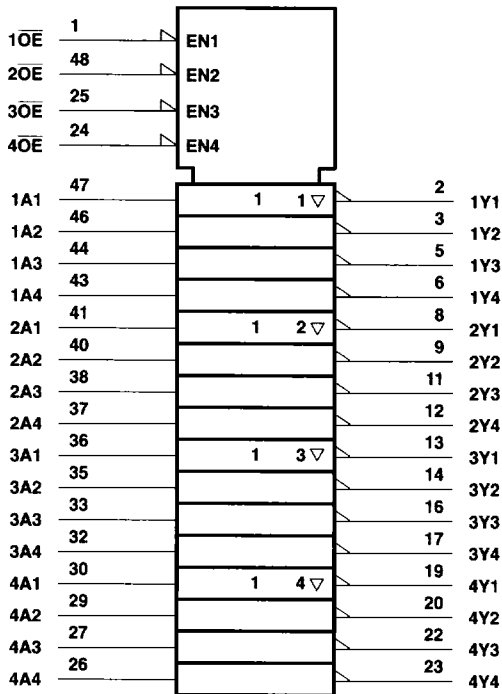 1O̅E̅ 1 EN1
2O̅E̅ 48 EN2
3O̅E̅ 25 EN3
4O̅E̅ 24 EN4
1A1 47 1 1 ▽ 2 1Y1
1A2 46 3 1Y2
1A3 44 5 1Y3
1A4 43 6 1Y4
2A1 41 1 2 ▽ 8 2Y1
2A2 40 9 2Y2
2A3 38 11 2Y3
2A4 37 12 2Y4
3A1 36 1 3 ▽ 13 3Y1
3A2 35 14 3Y2
3A3 33 16 3Y3
3A4 32 17 3Y4
4A1 30 1 4 ▽ 19 4Y1
4A2 29 20 4Y2
4A3 27 22 4Y3
4A4 26 23 4Y4